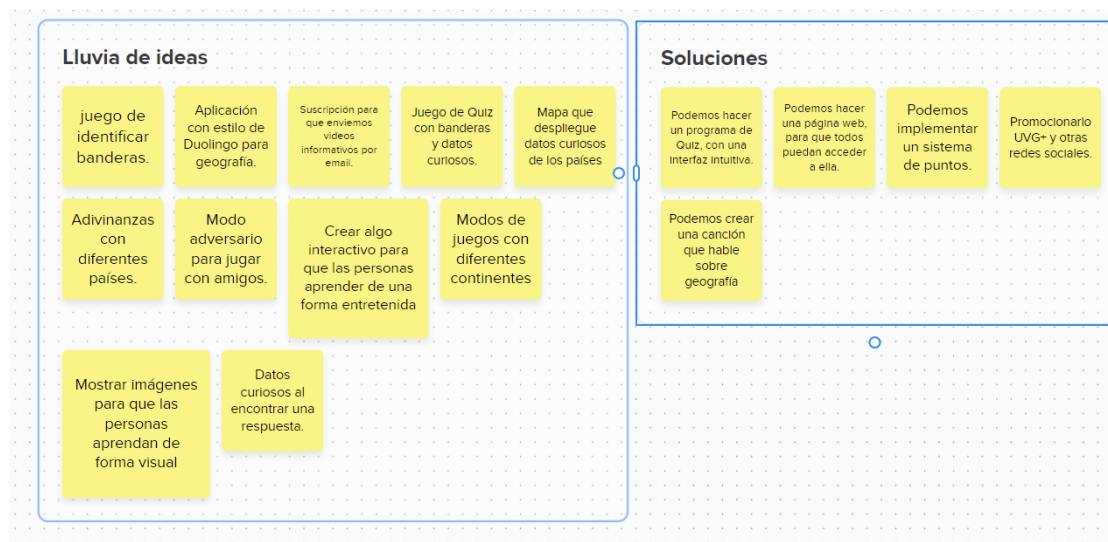 Lluvia de ideas
juego de
identificar
banderas.
Aplicación
con estilo de
Duolingo para
geografía.
Suscripción para
que enviemos
videos
informativos por
email.
Juego de Quiz
con banderas
y datos
curiosos.
Mapa que
despliegue
datos curiosos
de los países
Adivinanzas
con
diferentes
países.
Modo
adversario
para jugar
con amigos.
Crear algo
interactivo para
que las personas
aprender de una
forma entretenida
Modos de
juegos con
diferentes
continentes
Mostrar imágenes
para que las
personas
aprendan de
forma visual
Datos
curiosos al
encontrar una
respuesta.
Soluciones
Podemos hacer
un programa de
Quiz, con una
interfaz intuitiva.
Podemos hacer
una página web,
para que todos
puedan acceder
a ella.
Podemos
implementar
un sistema
de puntos.
Promocionarlo
UVG+ y otras
redes sociales.
Podemos crear
una canción
que hable
sobre
geografía